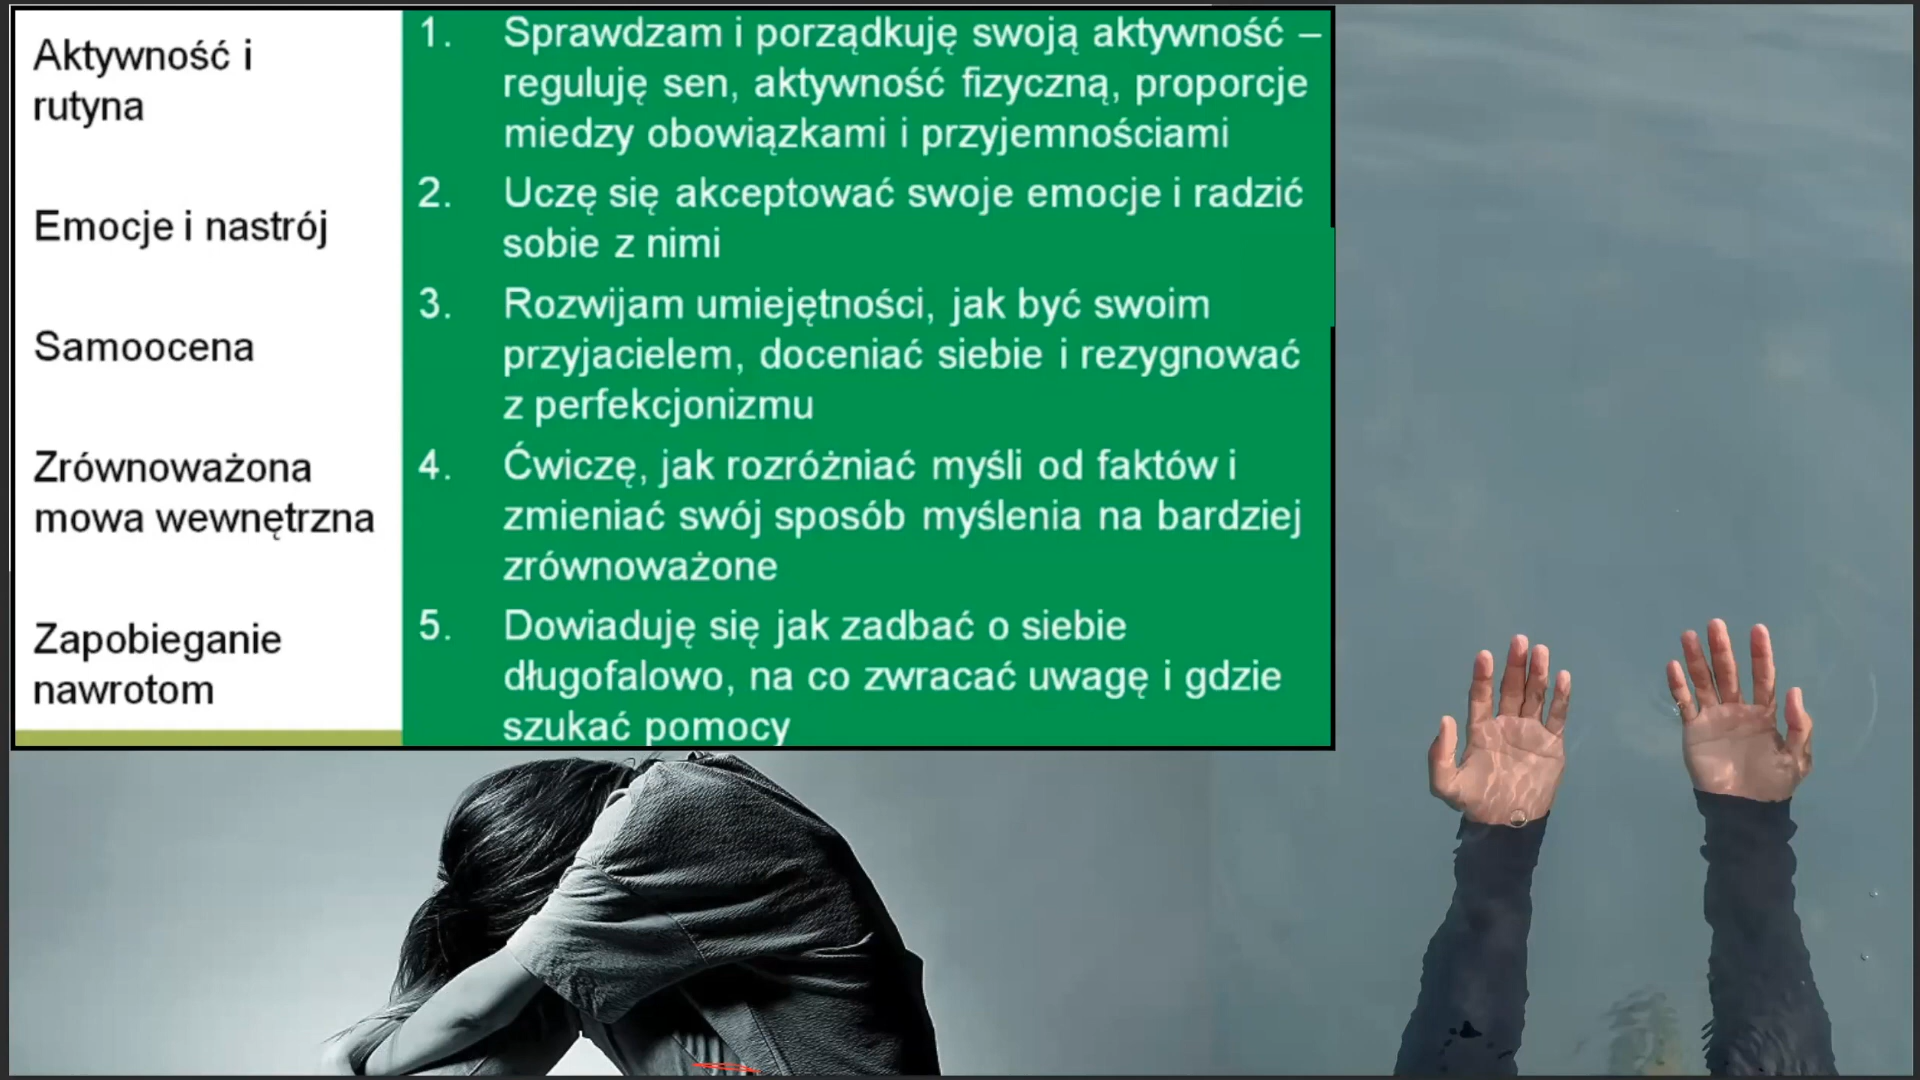 Aktywność i
rutyna
1. Sprawdzam i porządkuję swoją aktywność –
reguluję sen, aktywność fizyczną, proporcje
miedzy obowiązkami i przyjemnościami
Emocje i nastrój
2. Uczę się akceptować swoje emocje i radzić
sobie z nimi
Samoocena
3. Rozwijam umiejętności, jak być swoim
przyjacielem, doceniać siebie i rezygnować
z perfekcjonizmu
Zrównoważona
mowa wewnętrzna
4. Ćwiczę, jak rozróżniać myśli od faktów i
zmieniać swój sposób myślenia na bardziej
zrównoważone
Zapobieganie
nawrotom
5. Dowiaduję się jak zadbać o siebie
długofalowo, na co zwracać uwagę i gdzie
szukać pomocy